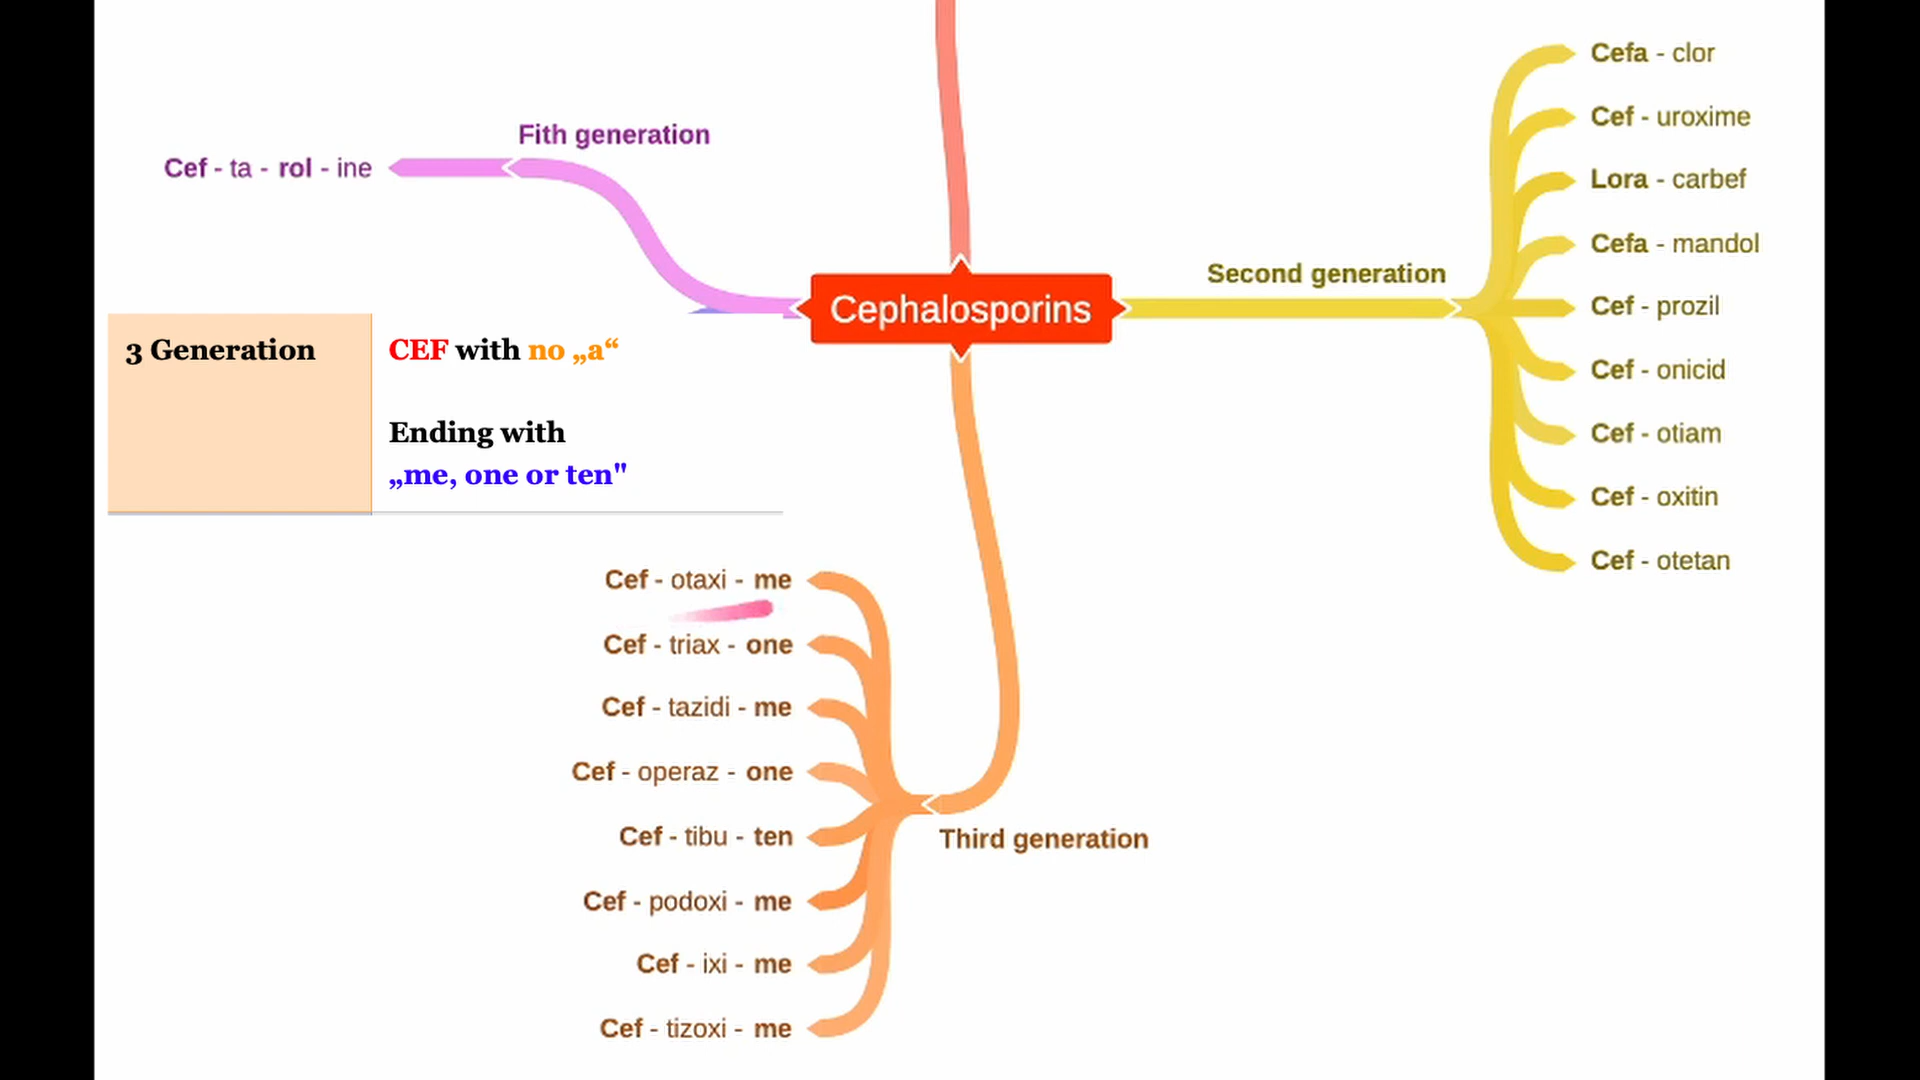 Fith generation
Cef - ta - rol - ine
3 Generation
CEF with no „a“
Ending with
„me, one or ten"
Cephalosporins
Second generation
Cefa - clor
Cef - uroxime
Lora - carbef
Cefa - mandol
Cef - prozil
Cef - onicid
Cef - otiam
Cef - oxitin
Cef - otetan
Cef - otaxi - me
Cef - triax - one
Cef - tazidi - me
Cef - operaz - one
Cef - tibu - ten
Cef - podoxi - me
Cef - ixi - me
Cef - tizoxi - me
Third generation